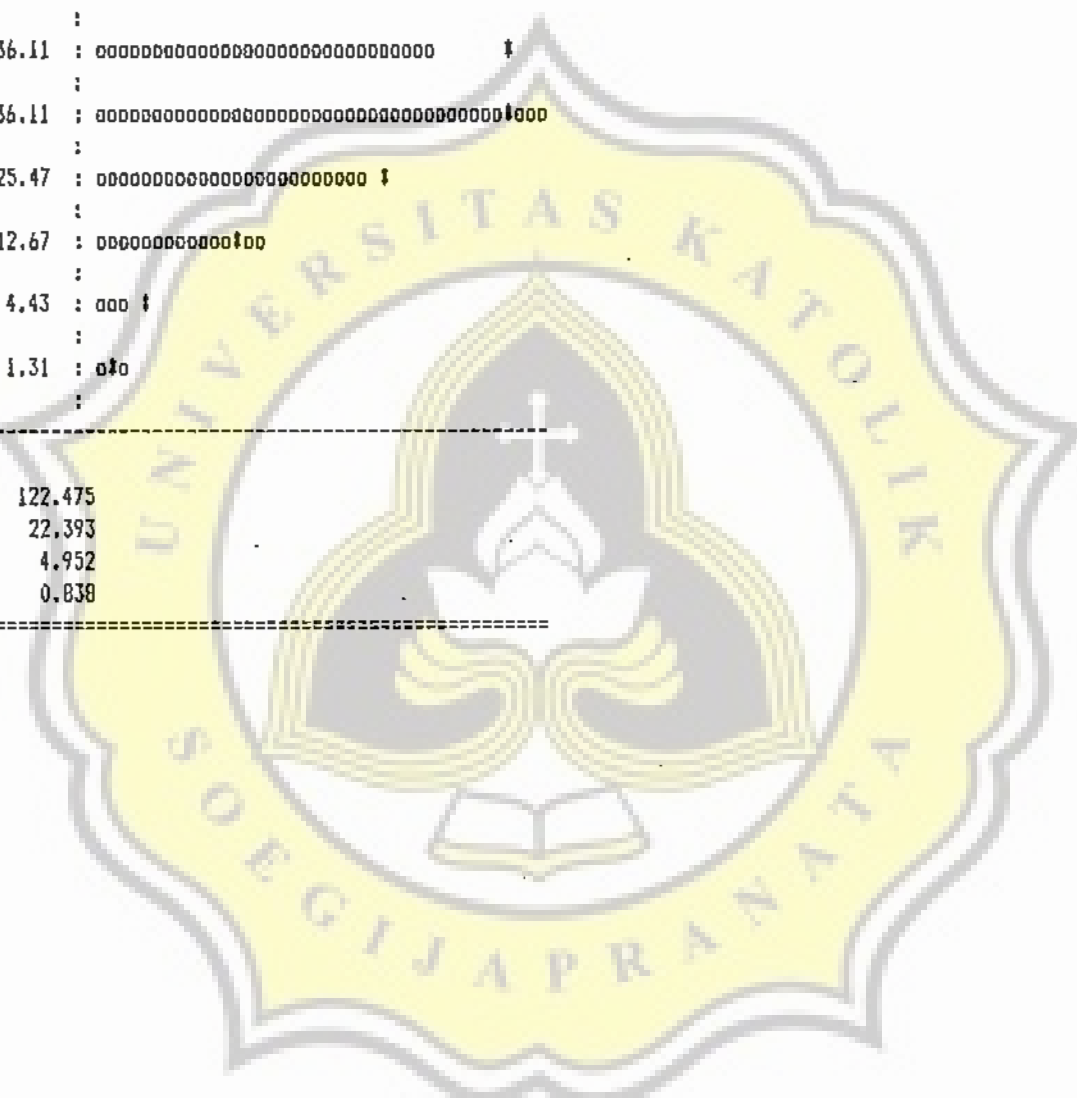 :
36.11 : oooooooooooooooooooooooooooooo *
:
36.11 : oooooooooooooooooooooooooooooooooooo*ooo
:
25.47 : oooooooooooooooooooooooo *
:
12.67 : oooooooooooo*oo
:
4.43 : ooo *
:
1.31 : o*o
:
------------------------------------------------
122.475
22.393
4.952
0.838
================================================
UNIVERSITAS KATOLIK
SOEGIJAPRANATA